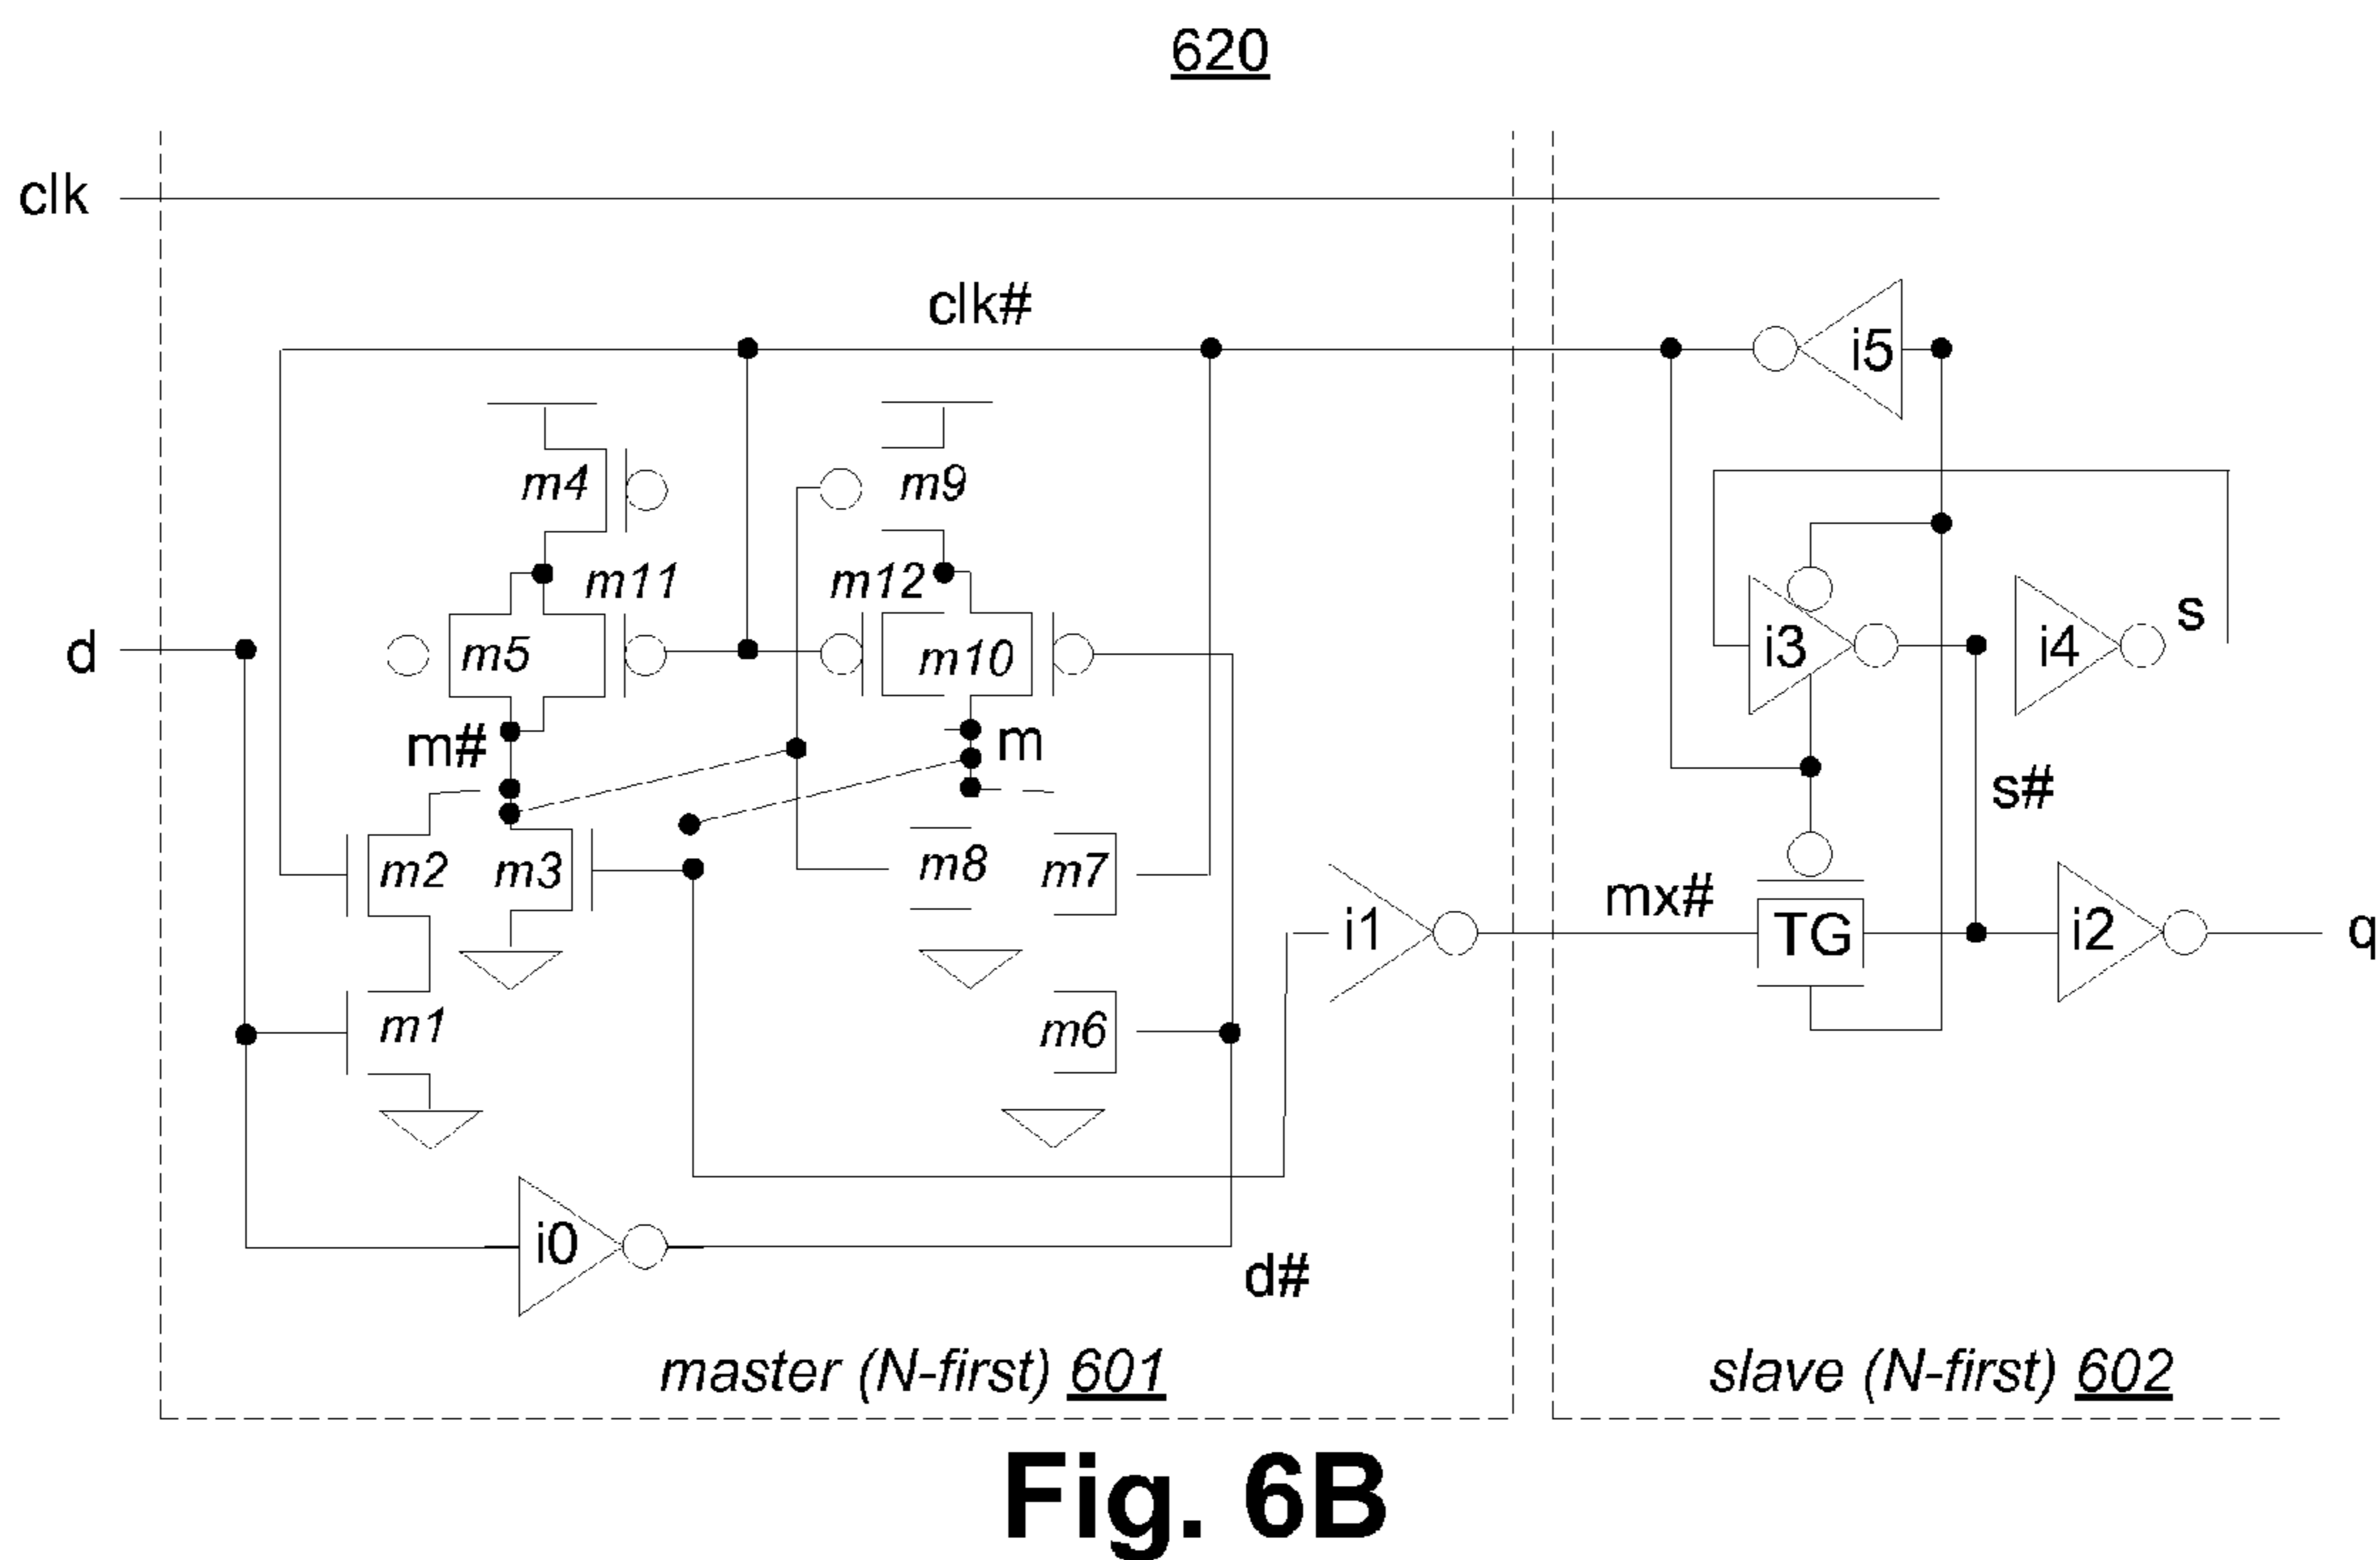 620
clk
clk#
i5
m4
m9
m11
m12
s
d
m5
m10
i3
i4
m#
m
s#
m2
m3
m8
m7
mx#
i1
TG
i2
q
m1
m6
i0
d#
master (N-first) 601
slave (N-first) 602
Fig. 6B